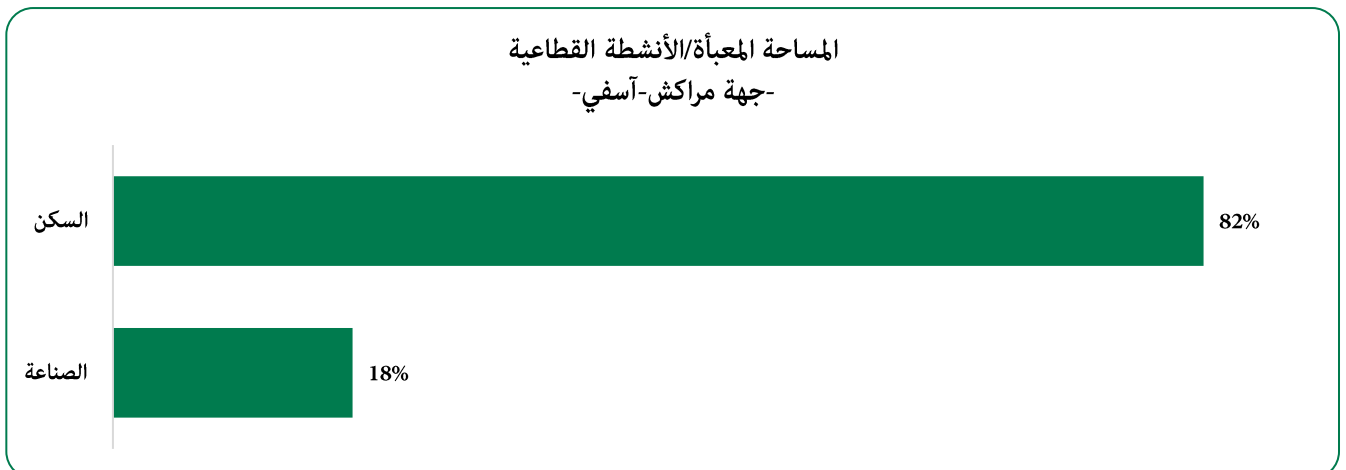 المساحة المعبأة/الأنشطة القطاعية
-جهة مراكش-آسفي-
السكن
82%
الصناعة
18%